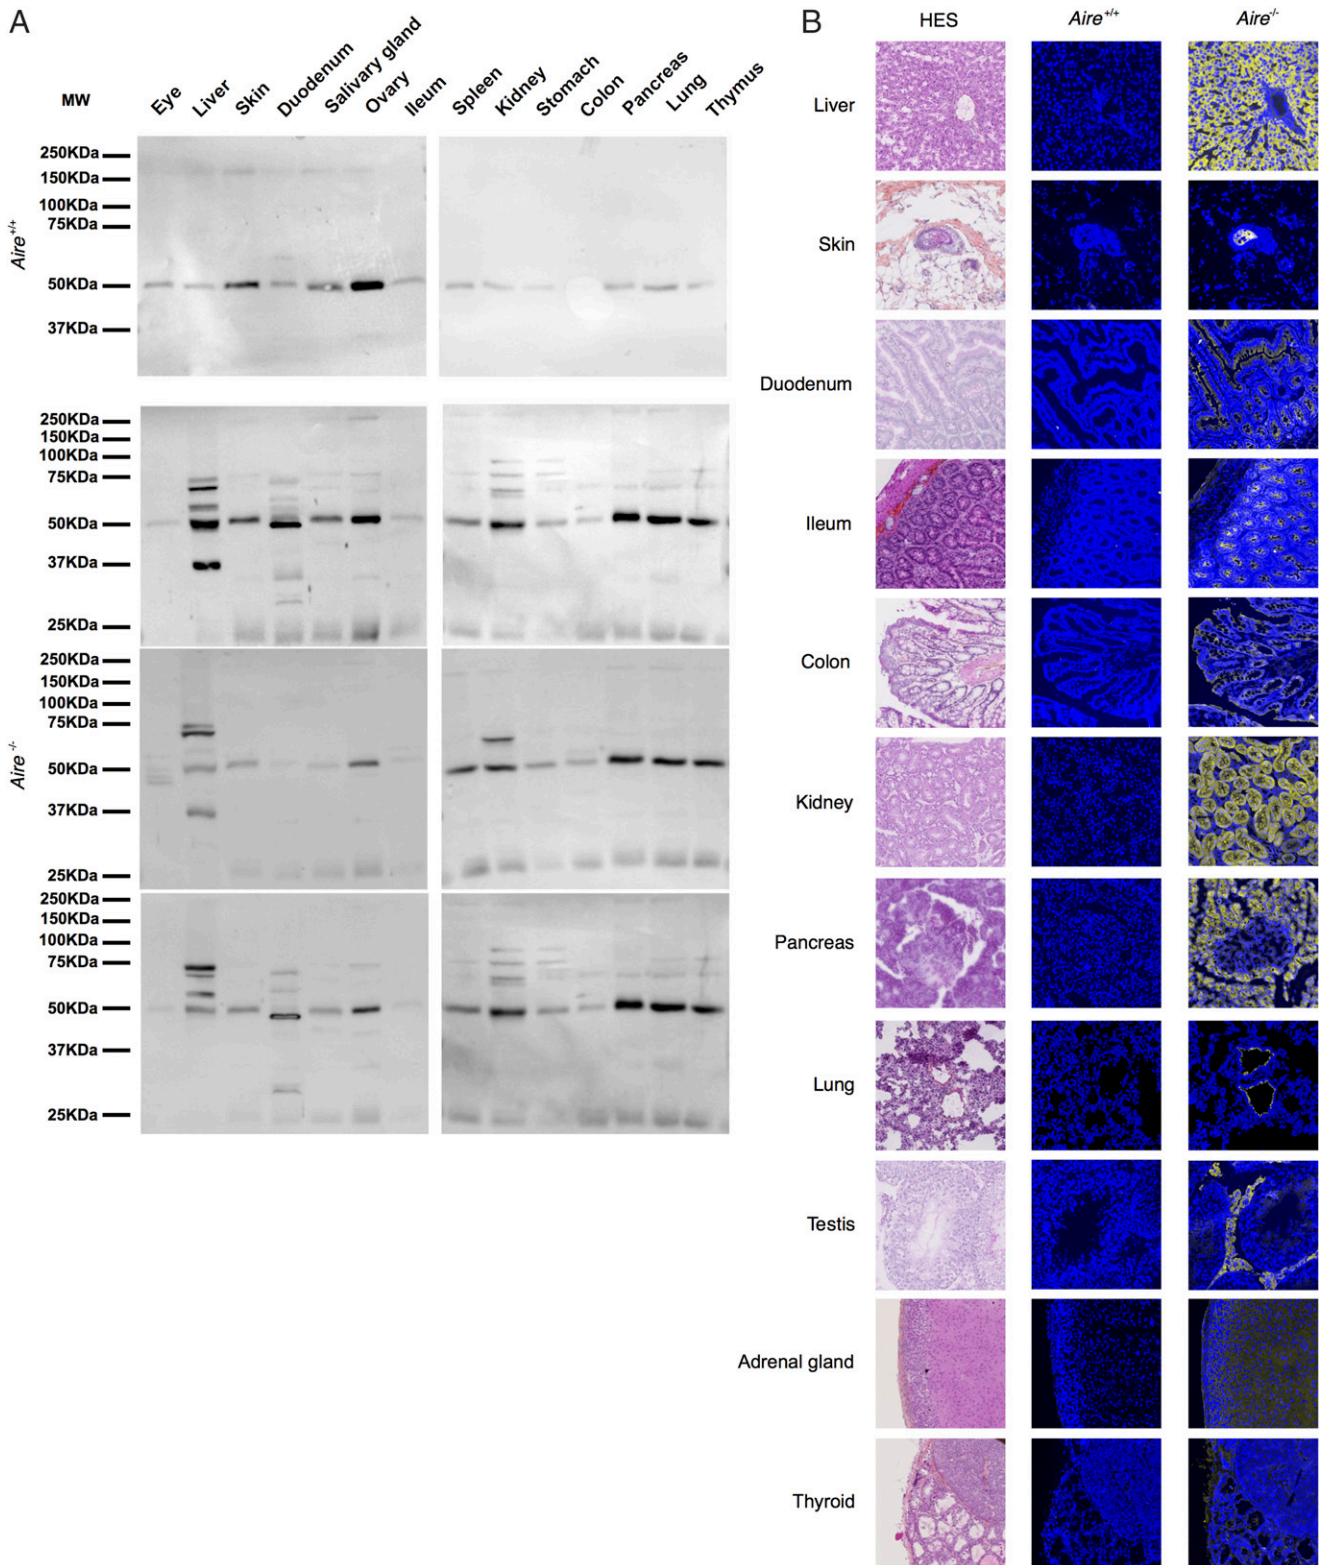 A
MW
Eye
Liver
Skin
Duodenum
Salivary gland
Ovary
Ileum
Spleen
Kidney
Stomach
Colon
Pancreas
Lung
Thymus
Aire+/+
250KDa
150KDa
100KDa
75KDa
50KDa
37KDa
Aire -/-
250KDa
150KDa
100KDa
75KDa
50KDa
37KDa
25KDa
250KDa
150KDa
100KDa
75KDa
50KDa
37KDa
25KDa
250KDa
150KDa
100KDa
75KDa
50KDa
37KDa
25KDa
B
HES Aire+/+ Aire-/-
Liver
Skin
Duodenum
Ileum
Colon
Kidney
Pancreas
Lung
Testis
Adrenal gland
Thyroid